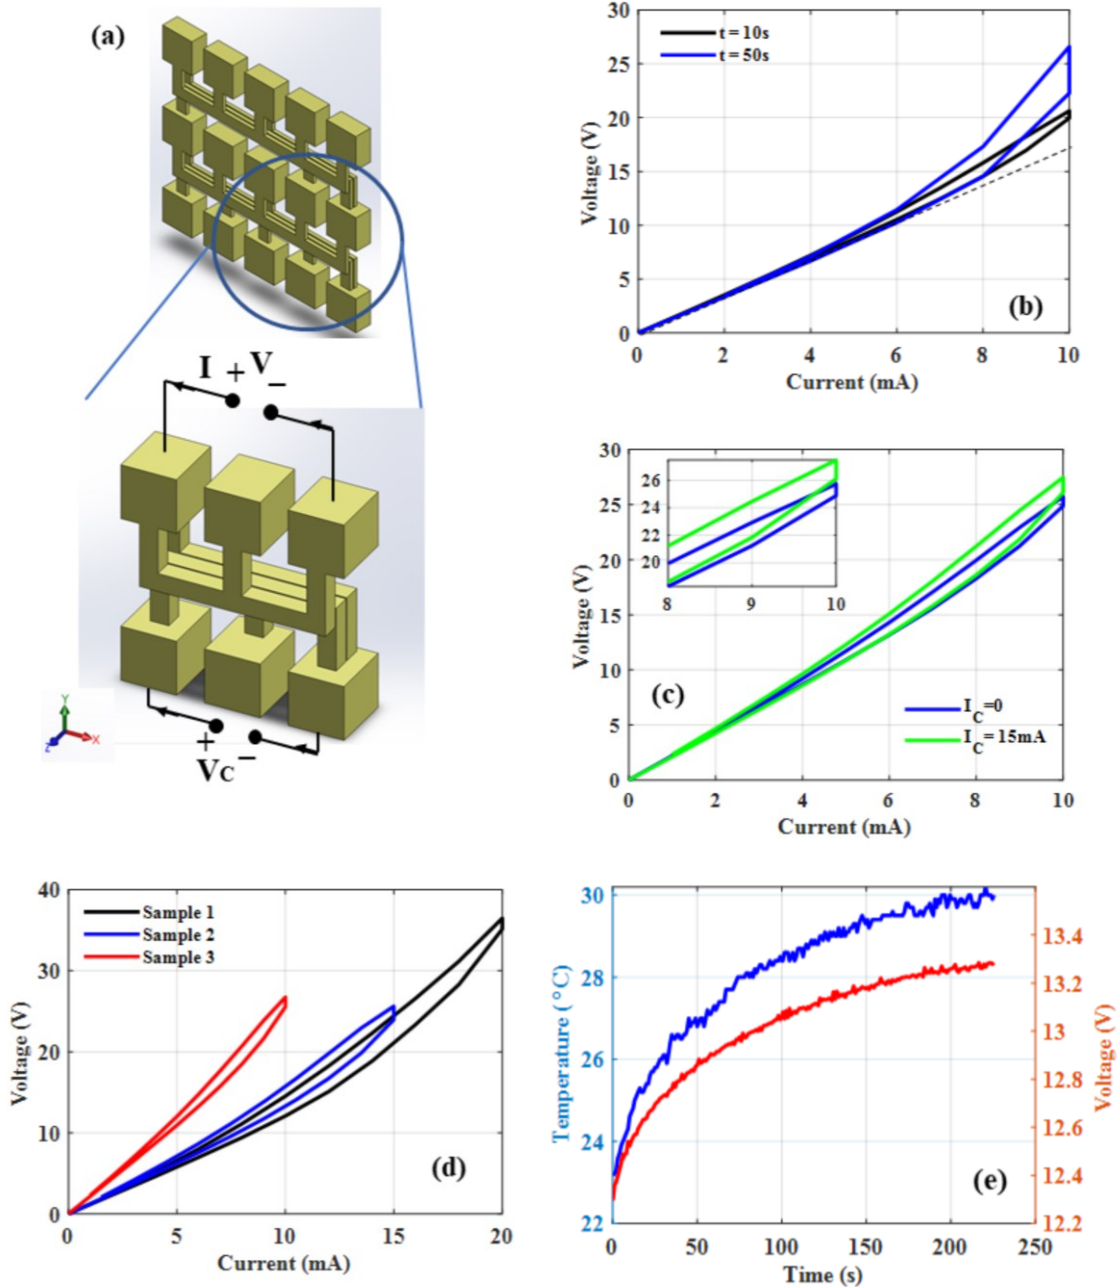 (a)
I + V −
+ −
VC
Y
Z X
30
25
20
15
10
5
0
Voltage (V)
t = 10s
t = 50s
(b)
0 2 4 6 8 10
Current (mA)
30
25
20
15
10
5
0
Voltage (V)
26
24
22
20
8 9 10
(c)
I_C=0
I_C= 15mA
0 2 4 6 8 10
Current (mA)
40
30
20
10
0
Voltage (V)
Sample 1
Sample 2
Sample 3
(d)
0 5 10 15 20
Current (mA)
30
28
26
24
22
Temperature ( °C)
13.4
13.2
13
12.8
12.6
12.4
12.2
Voltage (V)
(e)
0 50 100 150 200 250
Time (s)